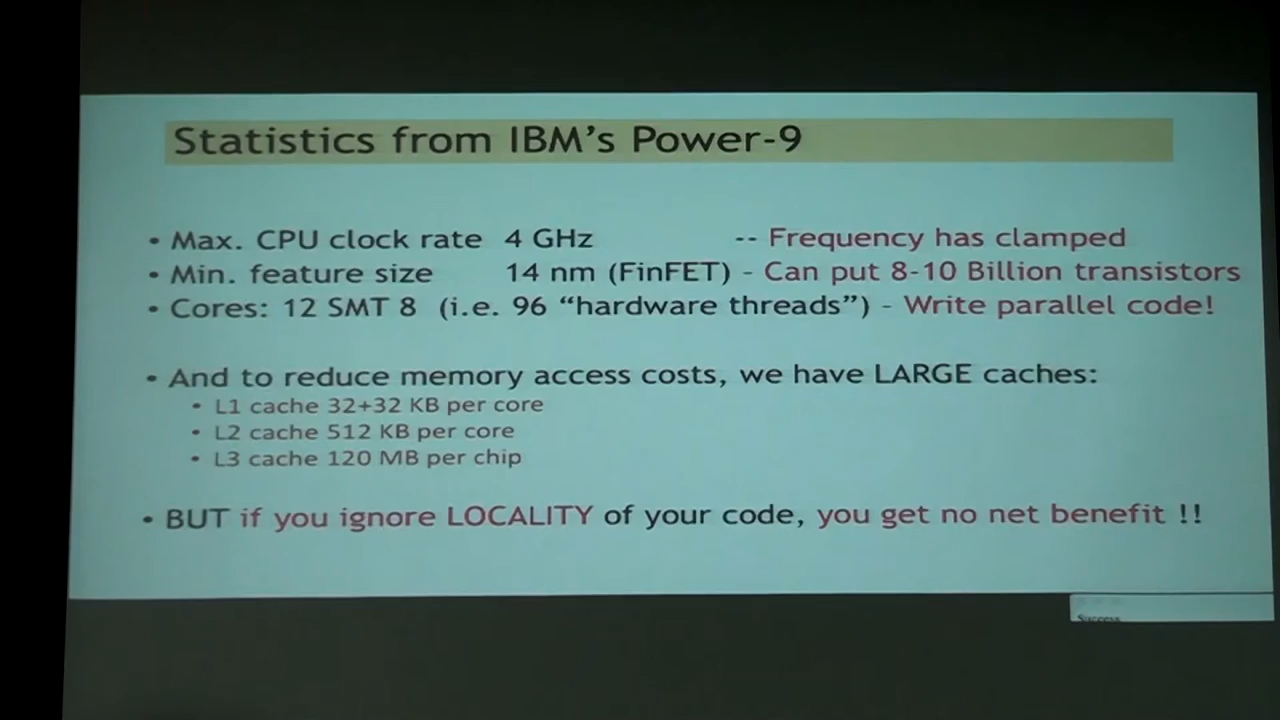 Statistics from IBM's Power-9
• Max. CPU clock rate 4 GHz -- Frequency has clamped
• Min. feature size 14 nm (FinFET) - Can put 8-10 Billion transistors
• Cores: 12 SMT 8 (i.e. 96 “hardware threads”) - Write parallel code!
• And to reduce memory access costs, we have LARGE caches:
• L1 cache 32+32 KB per core
• L2 cache 512 KB per core
• L3 cache 120 MB per chip
• BUT if you ignore LOCALITY of your code, you get no net benefit !!
Success